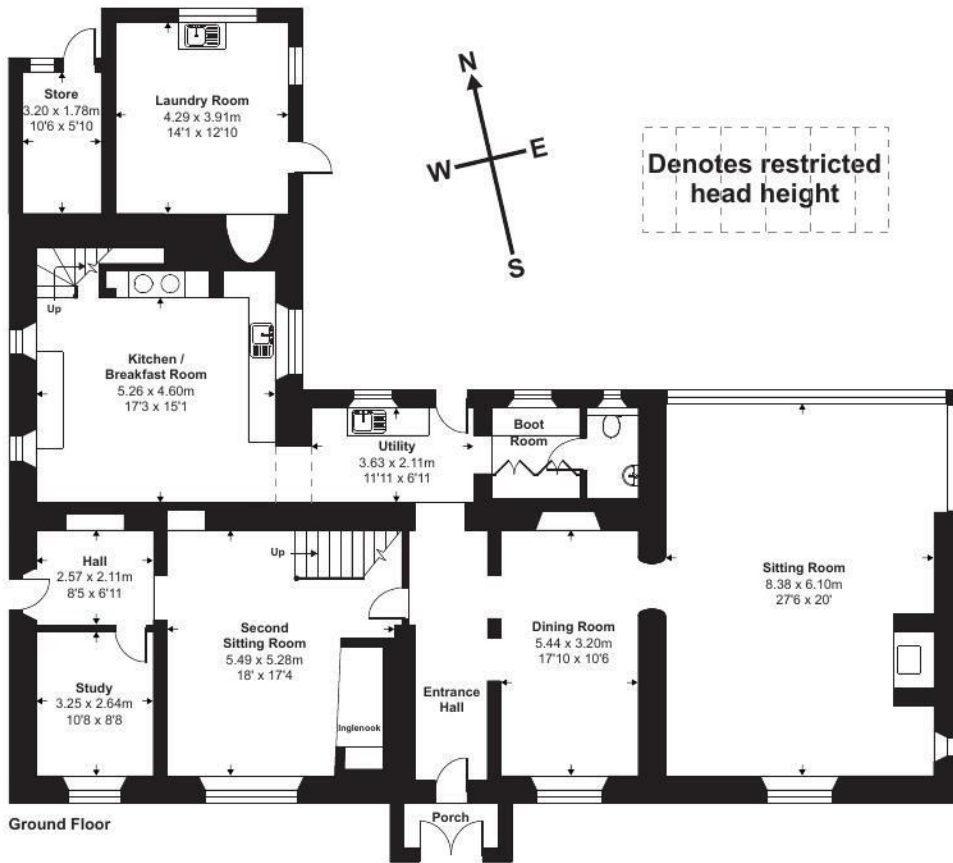 Store
3.20 x 1.78m
10'6 x 5'10
Laundry Room
4.29 x 3.91m
14'1 x 12'10
N
W
E
S
Denotes restricted
head height
Up
Kitchen /
Breakfast Room
5.26 x 4.60m
17'3 x 15'1
Utility
3.63 x 2.11m
11'11 x 6'11
Boot
Room
Hall
2.57 x 2.11m
8'5 x 6'11
Up
Second
Sitting Room
5.49 x 5.28m
18' x 17'4
Inglenook
Study
3.25 x 2.64m
10'8 x 8'8
Entrance
Hall
Dining Room
5.44 x 3.20m
17'10 x 10'6
Sitting Room
8.38 x 6.10m
27'6 x 20'
Porch
Ground Floor